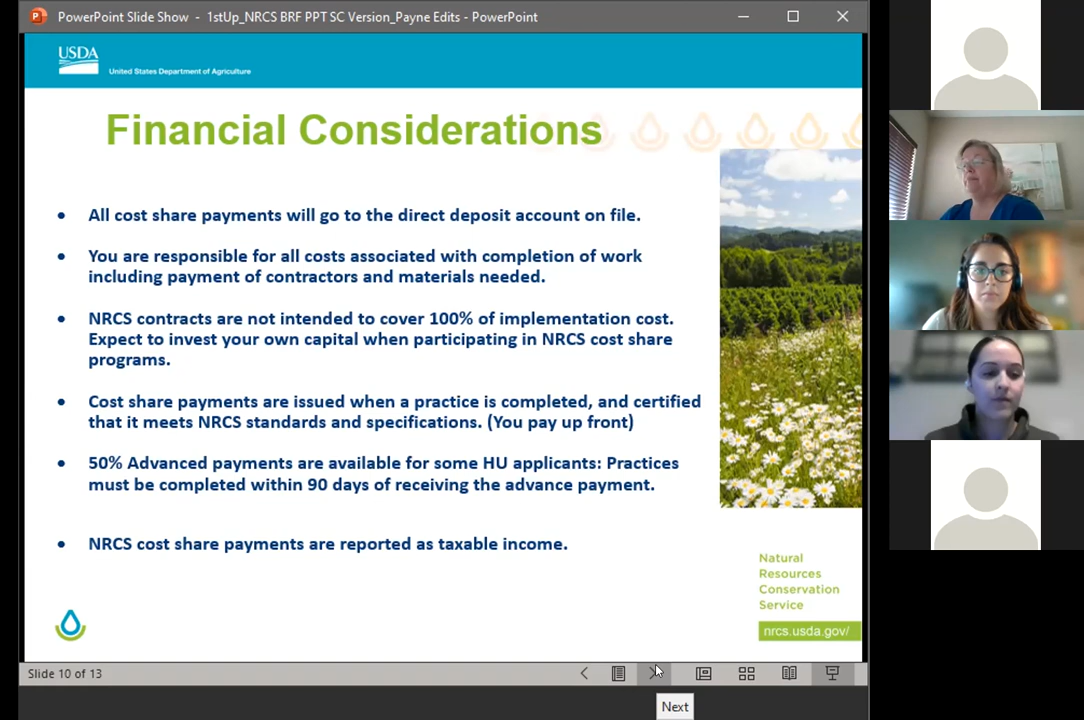 PowerPoint Slide Show - 1stUp_NRCS BRF PPT SC Version_Payne Edits - PowerPoint
USDA
United States Department of Agriculture
Financial Considerations
• All cost share payments will go to the direct deposit account on file.
• You are responsible for all costs associated with completion of work
including payment of contractors and materials needed.
• NRCS contracts are not intended to cover 100% of implementation cost.
Expect to invest your own capital when participating in NRCS cost share
programs.
• Cost share payments are issued when a practice is completed, and certified
that it meets NRCS standards and specifications. (You pay up front)
• 50% Advanced payments are available for some HU applicants: Practices
must be completed within 90 days of receiving the advance payment.
• NRCS cost share payments are reported as taxable income.
Natural
Resources
Conservation
Service
nrcs.usda.gov/
Slide 10 of 13
Next